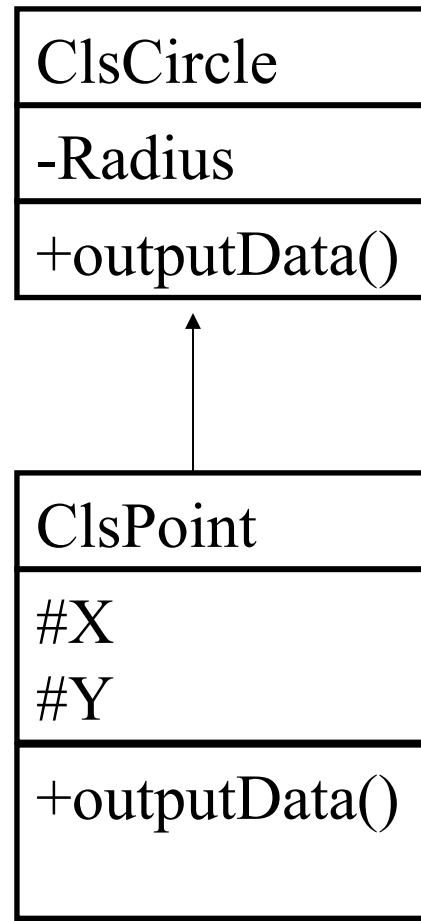 ClsCircle
-Radius
+outputData()
ClsPoint
#X
#Y
+outputData()